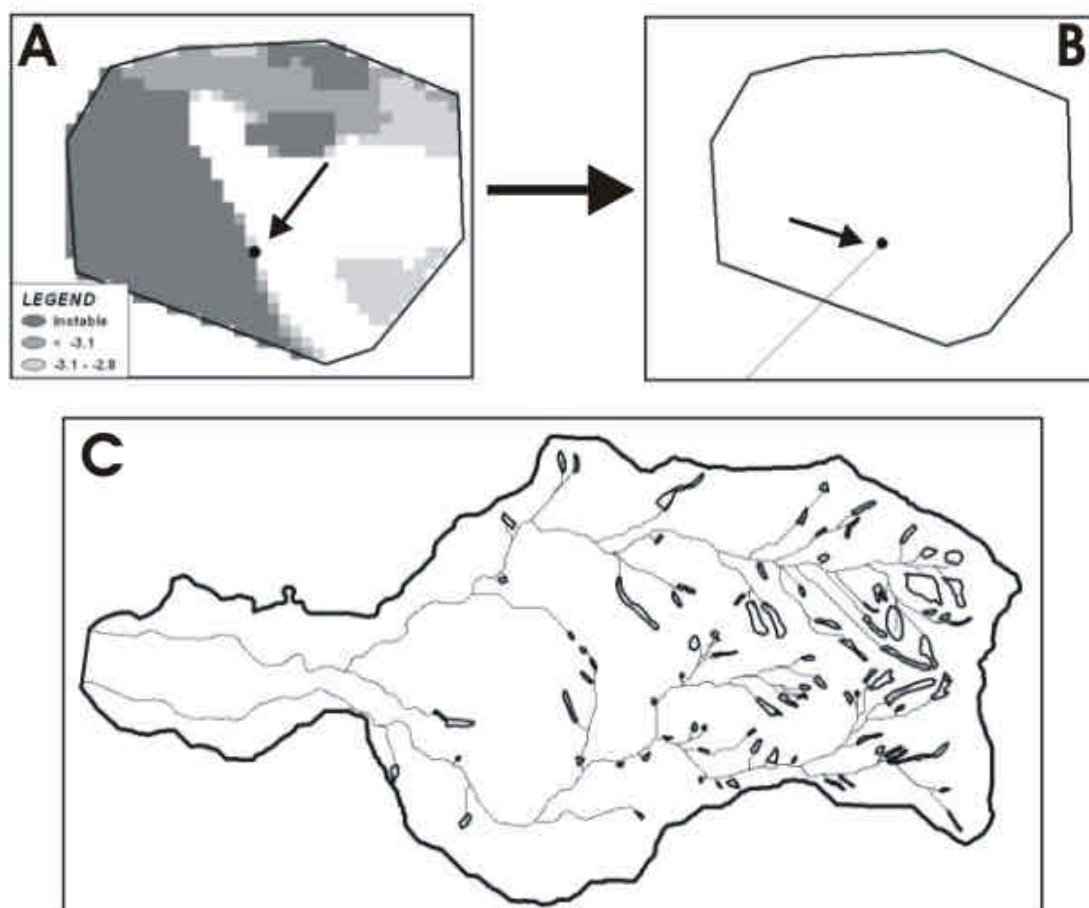 A
B
LEGEND
Instable
< -3.1
-3.1 - -2.8
C